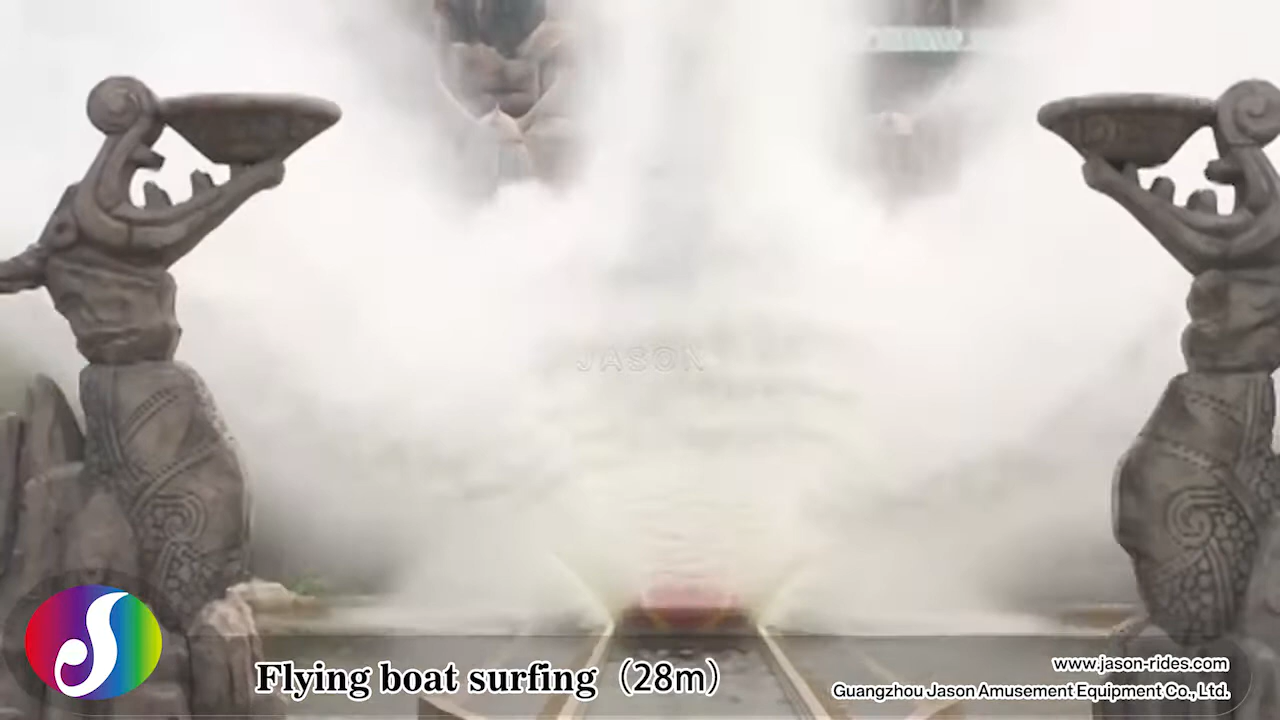 JASON
Flying boat surfing（28m）
www.jason-rides.com
Guangzhou Jason Amusement Equipment Co., Ltd.